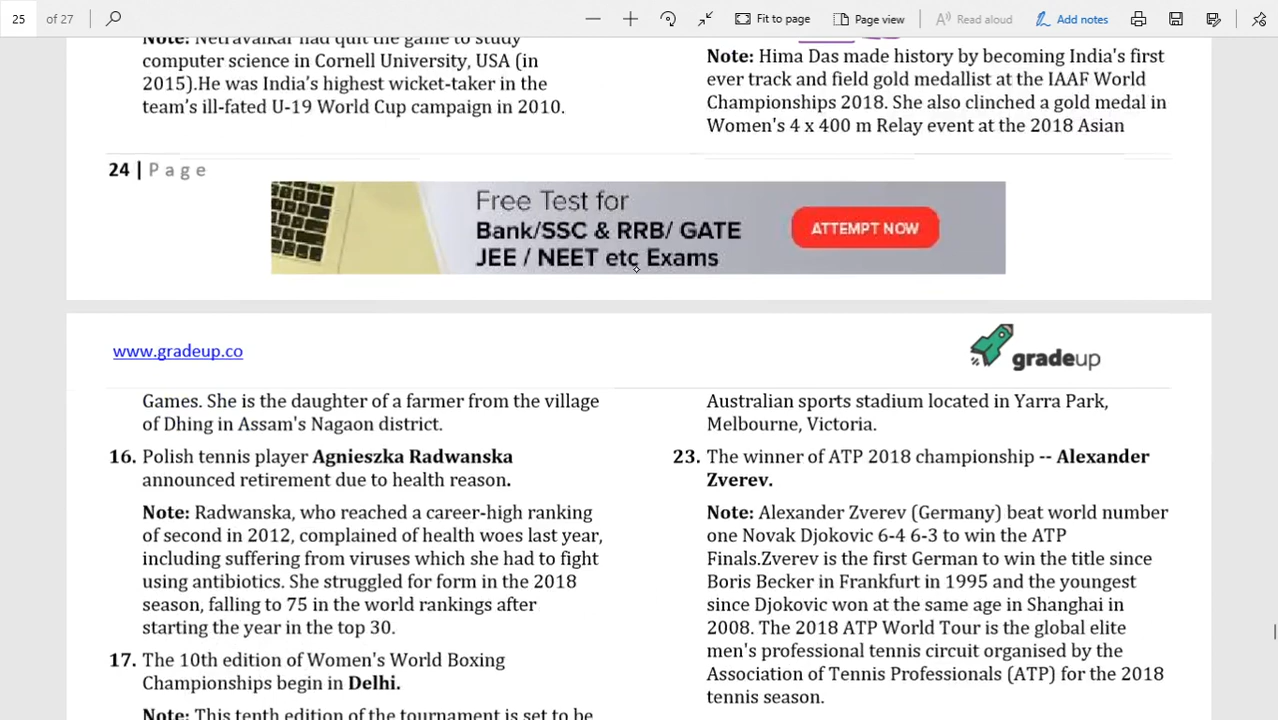 25 of 27
Fit to page
Page view
Read aloud
Add notes
Note: Netravalkar had quit the game to study
computer science in Cornell University, USA (in
2015).He was India’s highest wicket-taker in the
team’s ill-fated U-19 World Cup campaign in 2010.
Note: Hima Das made history by becoming India's first
ever track and field gold medallist at the IAAF World
Championships 2018. She also clinched a gold medal in
Women's 4 x 400 m Relay event at the 2018 Asian
24 | Page
Free Test for
Bank/SSC & RRB/ GATE
JEE / NEET etc Exams
ATTEMPT NOW
www.gradeup.co
gradeup
Games. She is the daughter of a farmer from the village
of Dhing in Assam's Nagaon district.
16. Polish tennis player Agnieszka Radwanska
announced retirement due to health reason.
Note: Radwanska, who reached a career-high ranking
of second in 2012, complained of health woes last year,
including suffering from viruses which she had to fight
using antibiotics. She struggled for form in the 2018
season, falling to 75 in the world rankings after
starting the year in the top 30.
17. The 10th edition of Women's World Boxing
Championships begin in Delhi.
Note: This tenth edition of the tournament is set to be
Australian sports stadium located in Yarra Park,
Melbourne, Victoria.
23. The winner of ATP 2018 championship -- Alexander
Zverev.
Note: Alexander Zverev (Germany) beat world number
one Novak Djokovic 6-4 6-3 to win the ATP
Finals.Zverev is the first German to win the title since
Boris Becker in Frankfurt in 1995 and the youngest
since Djokovic won at the same age in Shanghai in
2008. The 2018 ATP World Tour is the global elite
men's professional tennis circuit organised by the
Association of Tennis Professionals (ATP) for the 2018
tennis season.